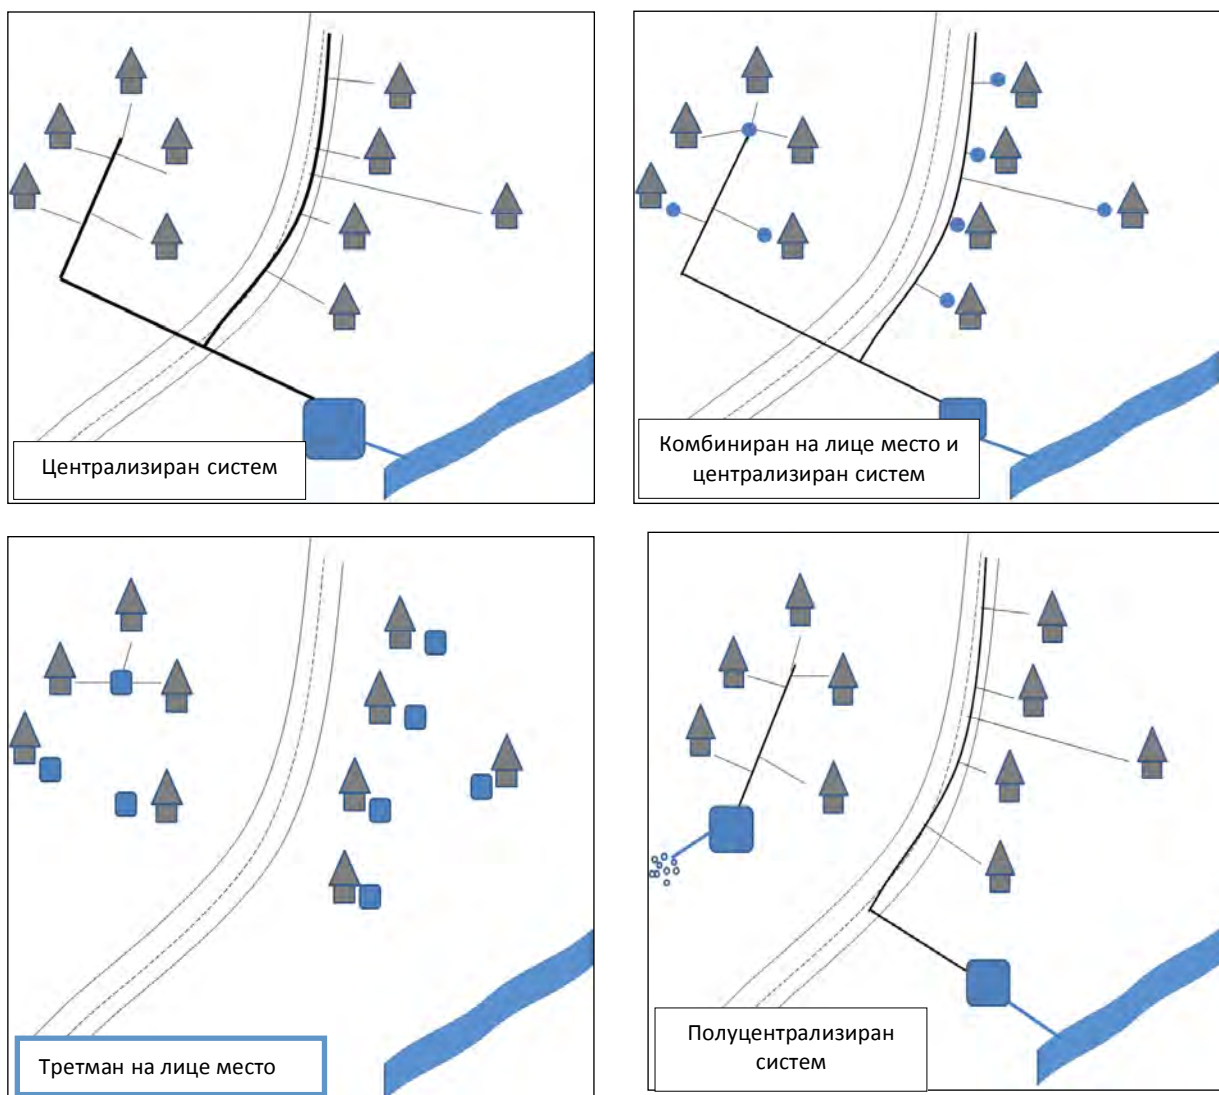 Централизиран систем
Комбиниран на лице место и
централизиран систем
Третман на лице место
Полуцентрализиран
систем